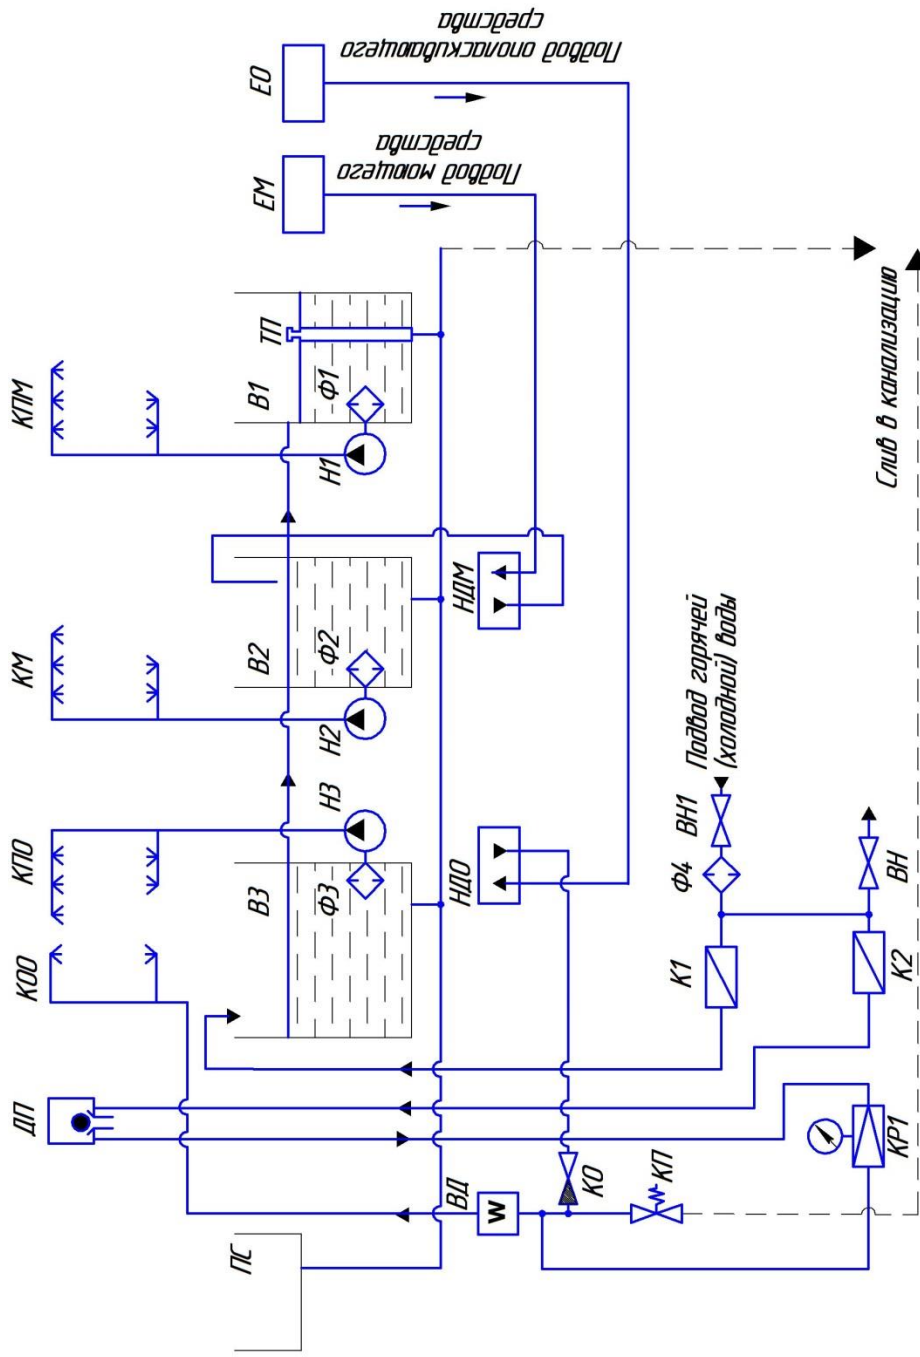 ДП
КОО
КПО
КМ
КПМ
ПС
В3
В2
В1
ТП
ЕМ
ЕО
Ф3
Н3
Н2
Ф2
Н1
Ф1
Подвод моющего
средства
Подвод ополаскивающего
средства
ВД
W
НДО
НДМ
КО
КП
К1
Ф4
ВН1
Подвод горячей
(холодной) воды
КР1
К2
ВН
Слив в канализацию